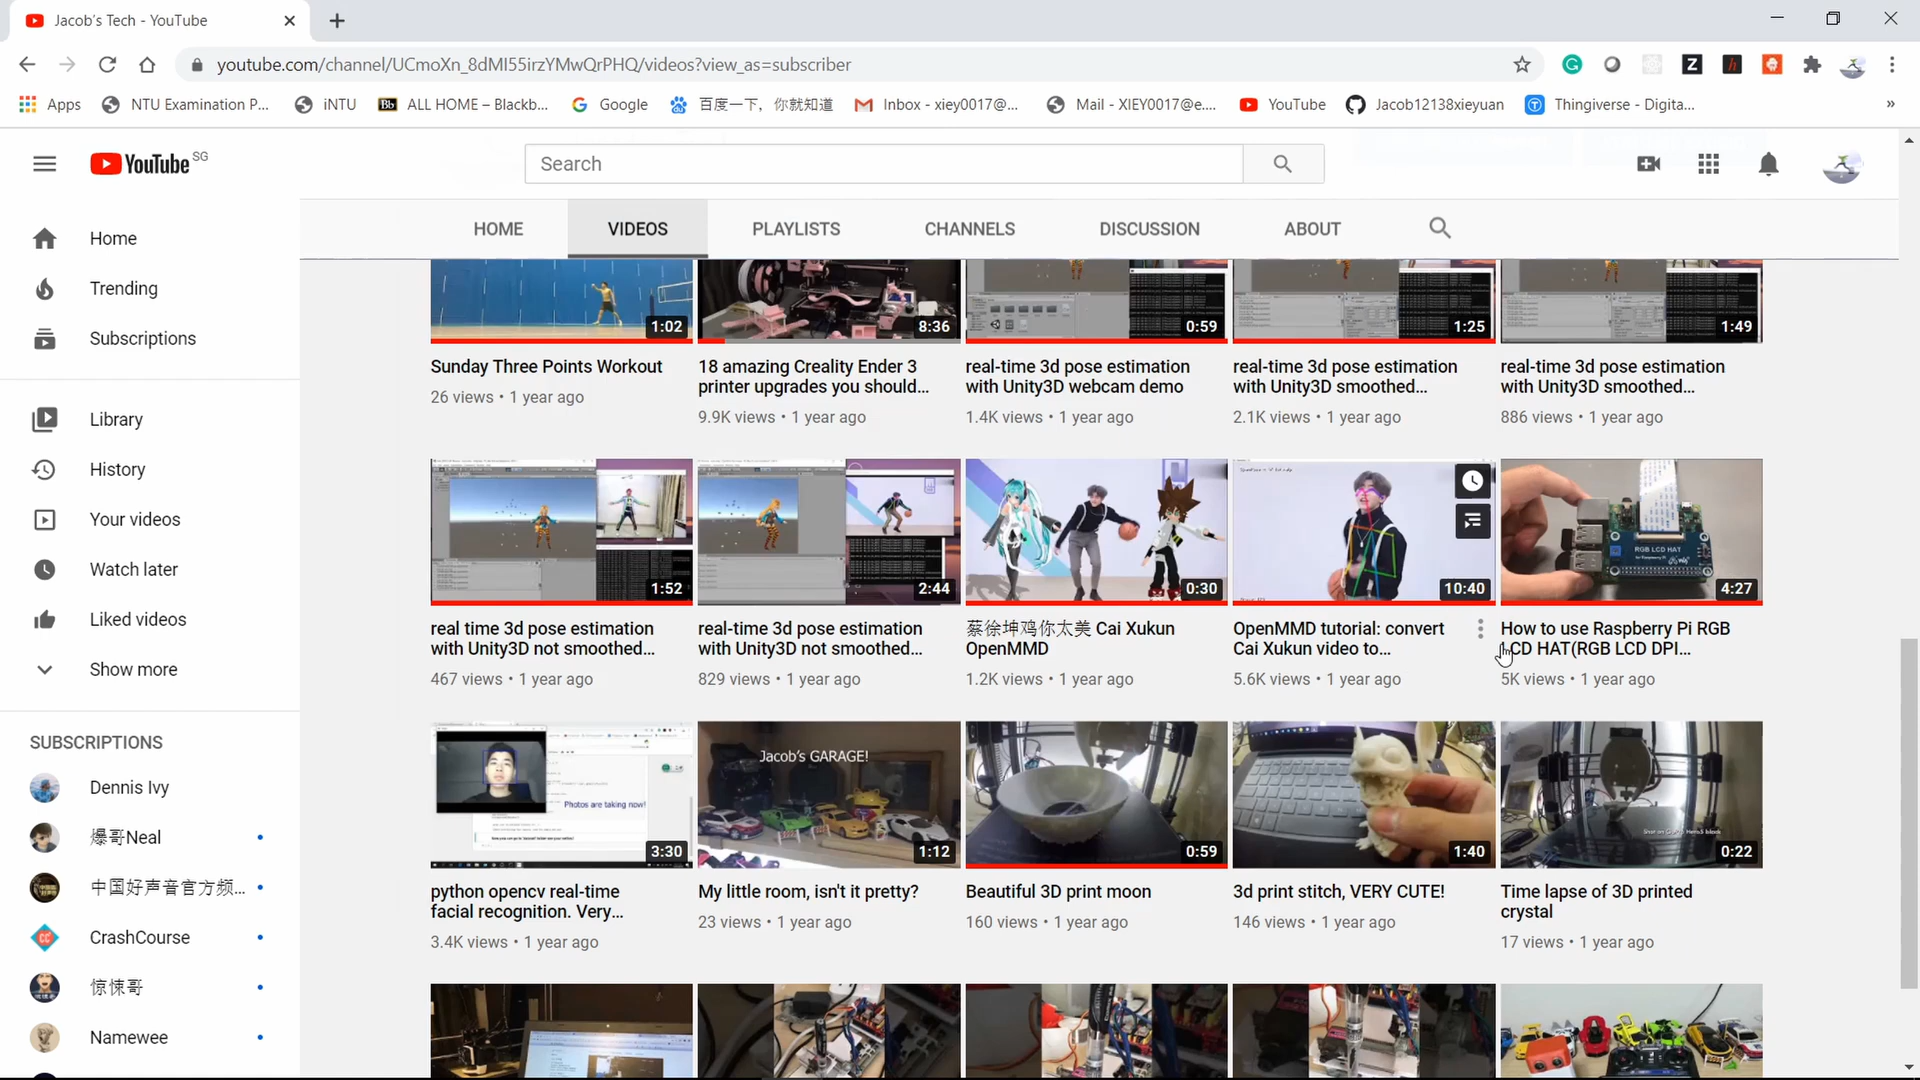 Jacob's Tech - YouTube
youtube.com/channel/UCmoXn_8dMI55irzYMwQrPHQ/videos?view_as=subscriber
Apps
NTU Examination P...
iNTU
Bb
ALL HOME – Blackb...
Google
百度一下，你就知道
Inbox - xiey0017@...
Mail - XIEY0017@e....
YouTube
Jacob12138xieyuan
Thingiverse - Digita...
YouTube SG
Search
Home
Trending
Subscriptions
Library
History
Your videos
Watch later
Liked videos
Show more
SUBSCRIPTIONS
Dennis Ivy
爆哥Neal
中国好声音官方频...
CrashCourse
惊悚哥
Namewee
HOME
VIDEOS
PLAYLISTS
CHANNELS
DISCUSSION
ABOUT
1:02
8:36
0:59
1:25
1:49
Sunday Three Points Workout
26 views • 1 year ago
18 amazing Creality Ender 3
printer upgrades you should...
9.9K views • 1 year ago
real-time 3d pose estimation
with Unity3D webcam demo
1.4K views • 1 year ago
real-time 3d pose estimation
with Unity3D smoothed...
2.1K views • 1 year ago
real-time 3d pose estimation
with Unity3D smoothed...
886 views • 1 year ago
1:52
2:44
0:30
10:40
RGB LCD HAT
4:27
real time 3d pose estimation
with Unity3D not smoothed...
467 views • 1 year ago
real-time 3d pose estimation
with Unity3D not smoothed...
829 views • 1 year ago
蔡徐坤鸡你太美 Cai Xukun
OpenMMD
1.2K views • 1 year ago
OpenMMD tutorial: convert
Cai Xukun video to...
5.6K views • 1 year ago
How to use Raspberry Pi RGB
LCD HAT(RGB LCD DPI...
5K views • 1 year ago
Photos are taking now!
3:30
Jacob's GARAGE!
1:12
0:59
1:40
Shot on GoPro Hero5 Black
0:22
python opencv real-time
facial recognition. Very...
3.4K views • 1 year ago
My little room, isn't it pretty?
23 views • 1 year ago
Beautiful 3D print moon
160 views • 1 year ago
3d print stitch, VERY CUTE!
146 views • 1 year ago
Time lapse of 3D printed
crystal
17 views • 1 year ago